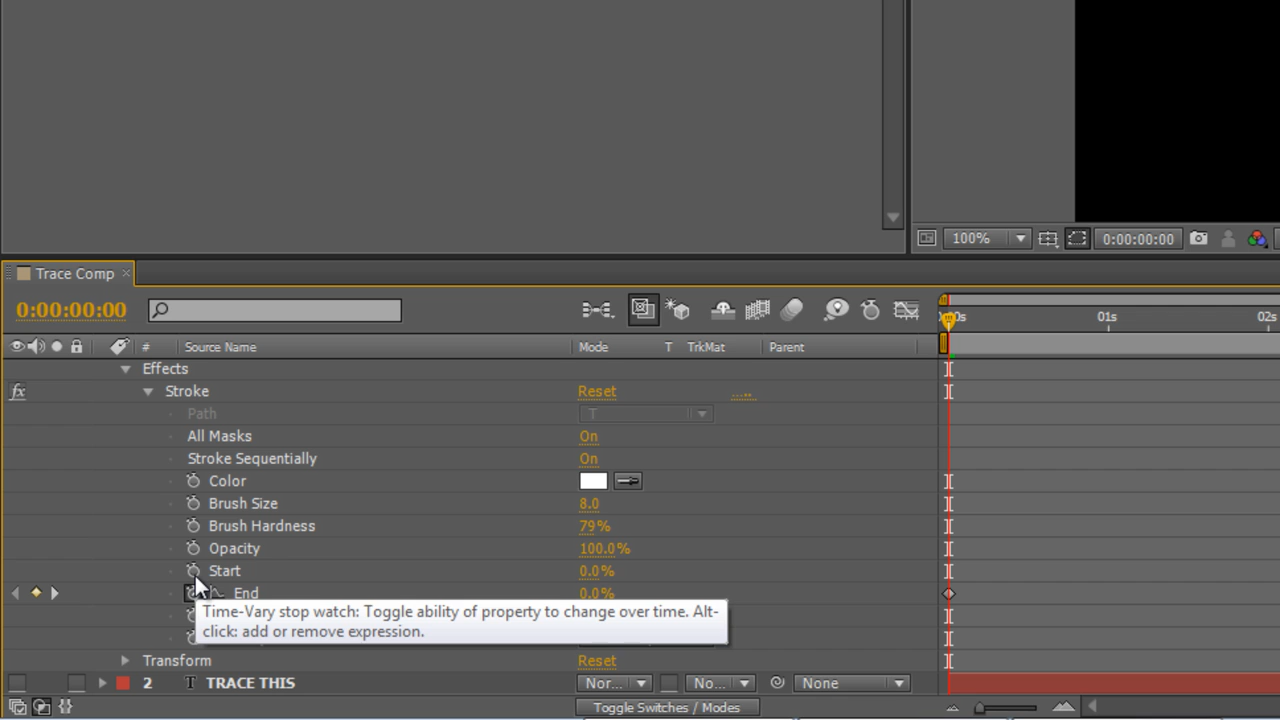 100%
0:00:00:00
Trace Comp ×
0:00:00:00
01s
02s
# Source Name Mode T TrkMat Parent
Effects
fx Stroke Reset .....
Path T
All Masks On
Stroke Sequentially On
Color
Brush Size 8.0
Brush Hardness 79%
Opacity 100.0%
Start 0.0%
End 0.0%
Time-Vary stop watch: Toggle ability of property to change over time. Alt-
click: add or remove expression.
Transform Reset
2 T TRACE THIS Nor... No... None
Toggle Switches / Modes